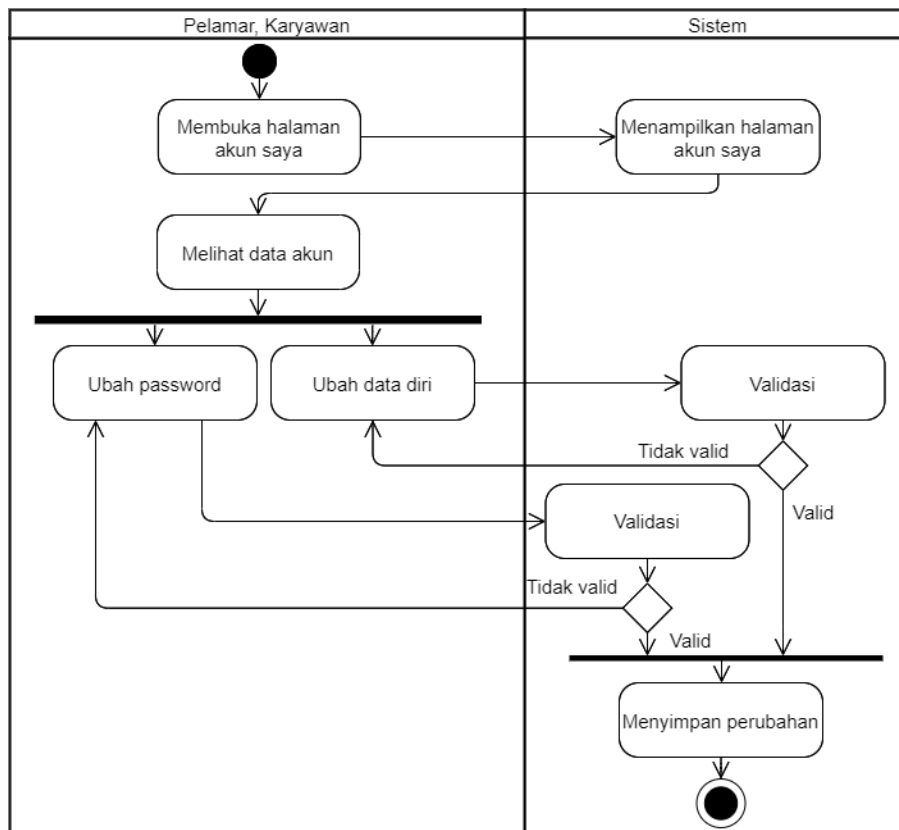 Pelamar, Karyawan
Sistem
Membuka halaman
akun saya
Menampilkan halaman
akun saya
Melihat data akun
Ubah password
Ubah data diri
Validasi
Tidak valid
Valid
Validasi
Tidak valid
Valid
Menyimpan perubahan